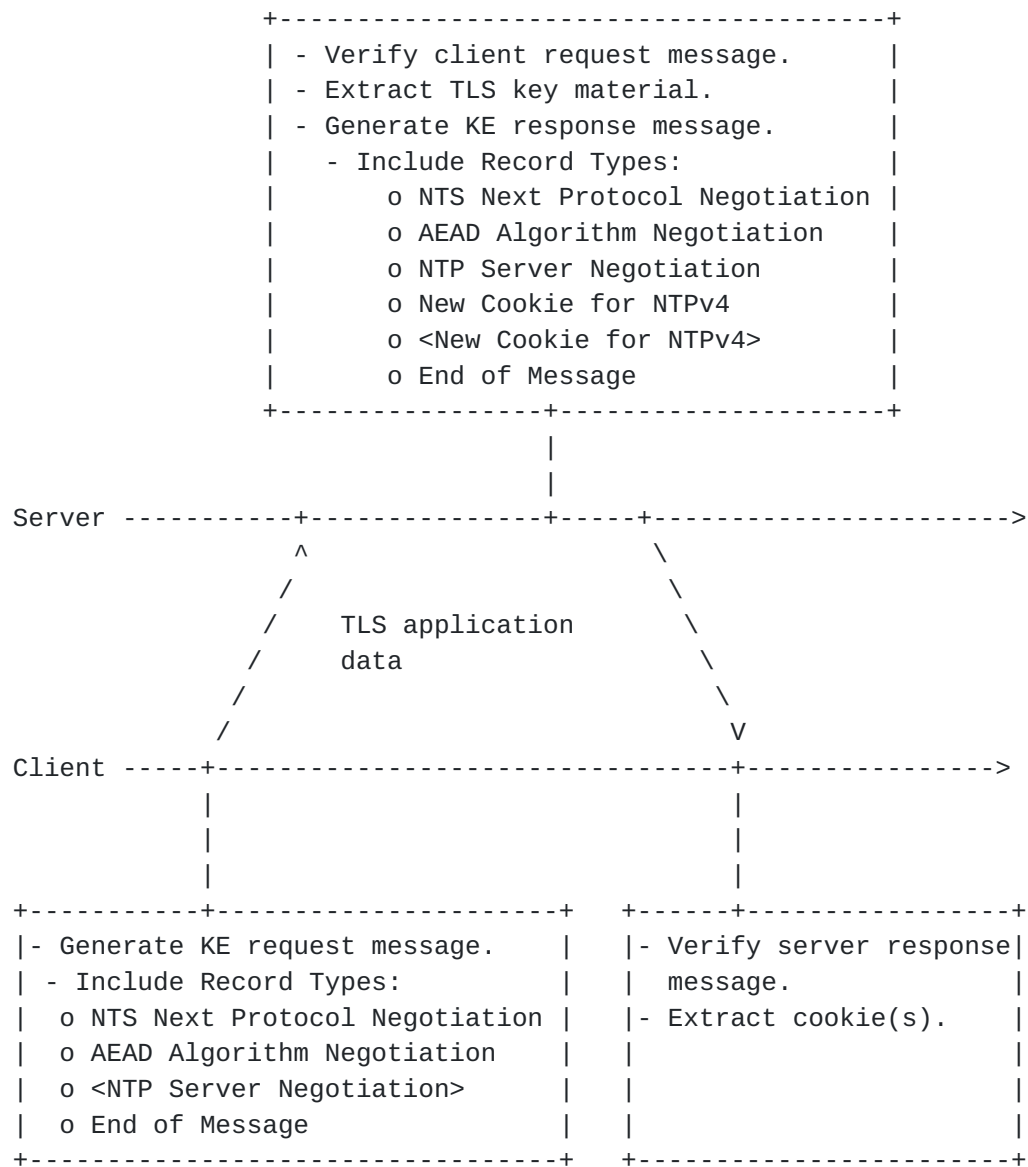 - Verify client request message.
- Extract TLS key material.
- Generate KE response message.
- Include Record Types:
o NTS Next Protocol Negotiation
o AEAD Algorithm Negotiation
o NTP Server Negotiation
o New Cookie for NTPv4
o <New Cookie for NTPv4>
o End of Message
Server
TLS application
data
Client
- Generate KE request message.
- Include Record Types:
o NTS Next Protocol Negotiation
o AEAD Algorithm Negotiation
o <NTP Server Negotiation>
o End of Message
- Verify server response
message.
- Extract cookie(s).